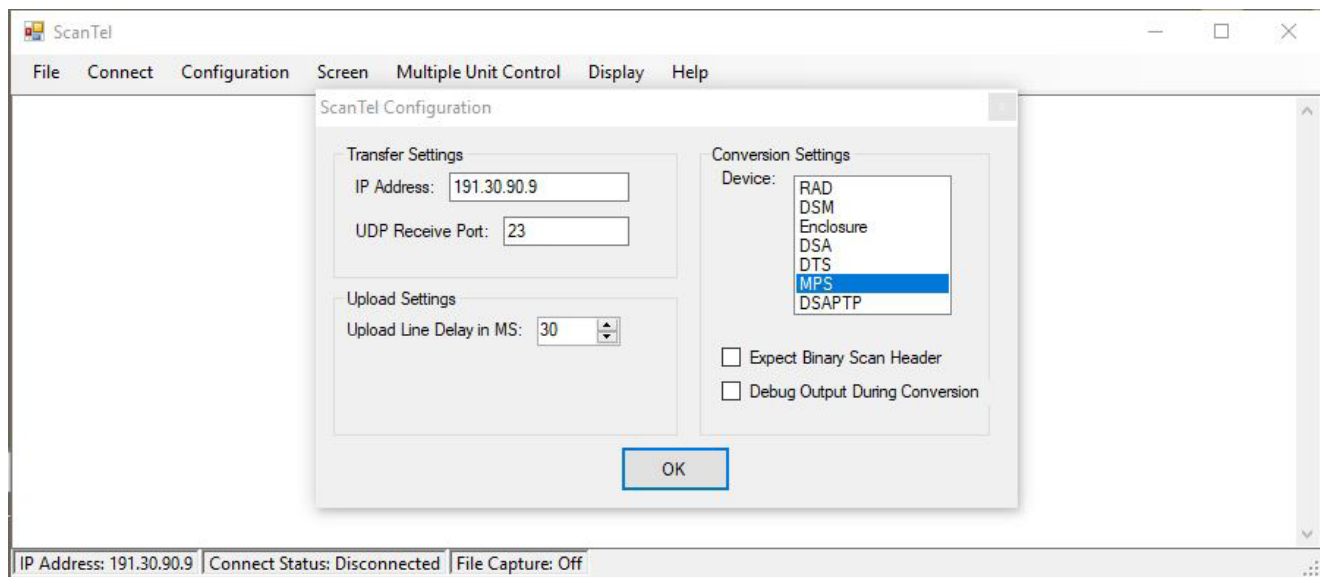 ScanTel
File Connect Configuration Screen Multiple Unit Control Display Help
ScanTel Configuration
Transfer Settings
IP Address: 191.30.90.9
UDP Receive Port: 23
Upload Settings
Upload Line Delay in MS: 30
Conversion Settings
Device:
RAD
DSM
Enclosure
DSA
DTS
MPS
DSAPTP
Expect Binary Scan Header
Debug Output During Conversion
OK
IP Address: 191.30.90.9 Connect Status: Disconnected File Capture: Off